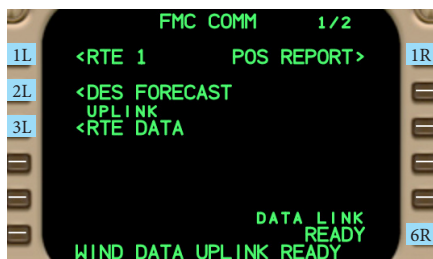 FMC COMM 1/2
1L <RTE 1 POS REPORT> 1R
2L <DES FORECAST
UPLINK
3L <RTE DATA
DATA LINK
READY 6R
WIND DATA UPLINK READY